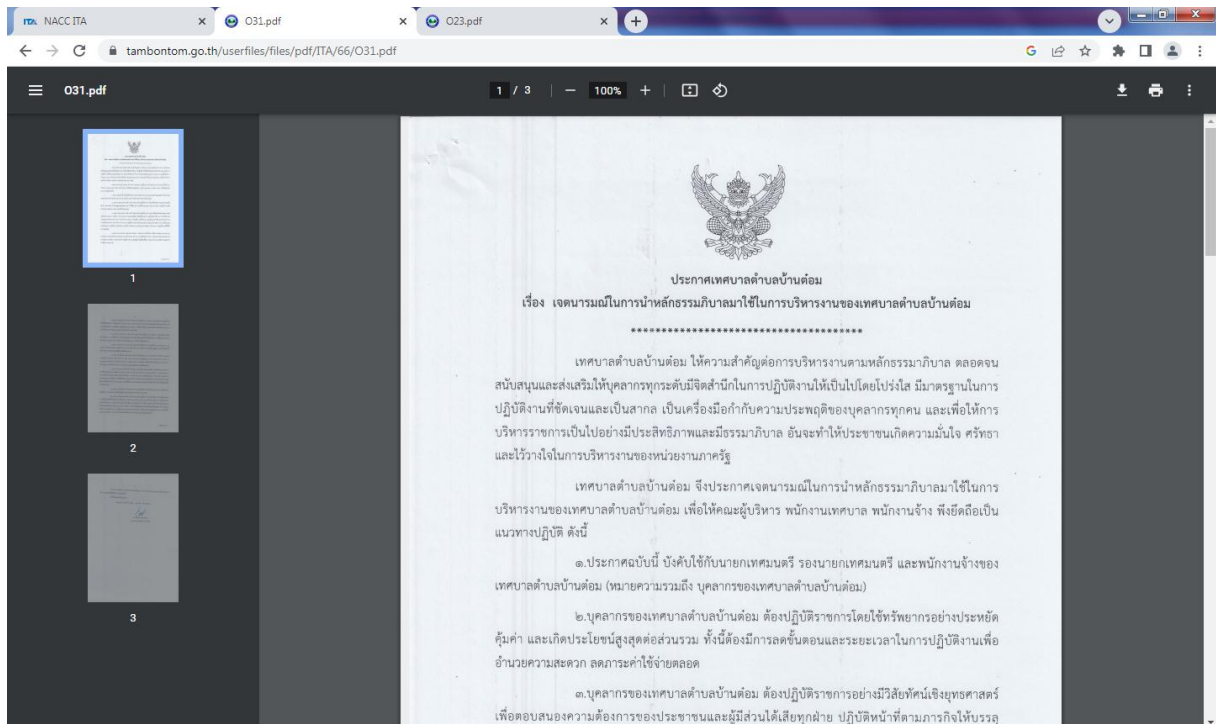 ITA NACC ITA
O31.pdf
O23.pdf
tambontom.go.th/userfiles/files/pdf/ITA/66/O31.pdf
O31.pdf
1 / 3
100%
1
2
3
ประกาศเทศบาลตำบลบ้านต๋อม
เรื่อง เจตนารมณ์ในการนำหลักธรรมภิบาลมาใช้ในการบริหารงานของเทศบาลตำบลบ้านต๋อม
****************************************
เทศบาลตำบลบ้านต๋อม ให้ความสำคัญต่อการบริหารงานตามหลักธรรมาภิบาล ตลอดจน
สนับสนุนและส่งเสริมให้บุคลากรทุกระดับมีจิตสำนึกในการปฏิบัติงานให้เป็นไปโดยโปร่งใส มีมาตรฐานในการ
ปฏิบัติงานที่ชัดเจนและเป็นสากล เป็นเครื่องมือกำกับความประพฤติของบุคลากรทุกคน และเพื่อให้การ
บริหารราชการเป็นไปอย่างมีประสิทธิภาพและมีธรรมาภิบาล อันจะทำให้ประชาชนเกิดความมั่นใจ ศรัทธา
และไว้วางใจในการบริหารงานของหน่วยงานภาครัฐ
เทศบาลตำบลบ้านต๋อม จึงประกาศเจตนารมณ์ในการนำหลักธรรมาภิบาลมาใช้ในการ
บริหารงานของเทศบาลตำบลบ้านต๋อม เพื่อให้คณะผู้บริหาร พนักงานเทศบาล พนักงานจ้าง พึงยึดถือเป็น
แนวทางปฏิบัติ ดังนี้
๑.ประกาศฉบับนี้ บังคับใช้กับนายกเทศมนตรี รองนายกเทศมนตรี และพนักงานจ้างของ
เทศบาลตำบลบ้านต๋อม (หมายความรวมถึง บุคลากรของเทศบาลตำบลบ้านต๋อม)
๒.บุคลากรของเทศบาลตำบลบ้านต๋อม ต้องปฏิบัติราชการโดยใช้ทรัพยากรอย่างประหยัด
คุ้มค่า และเกิดประโยชน์สูงสุดต่อส่วนรวม ทั้งนี้ต้องมีการลดขั้นตอนและระยะเวลาในการปฏิบัติงานเพื่อ
อำนวยความสะดวก ลดภาระค่าใช้จ่ายตลอด
๓.บุคลากรของเทศบาลตำบลบ้านต๋อม ต้องปฏิบัติราชการอย่างมีวิสัยทัศน์เชิงยุทธศาสตร์
เพื่อตอบสนองความต้องการของประชาชนและผู้มีส่วนได้เสียทุกฝ่าย ปฏิบัติหน้าที่ตามภารกิจให้บรรลุ